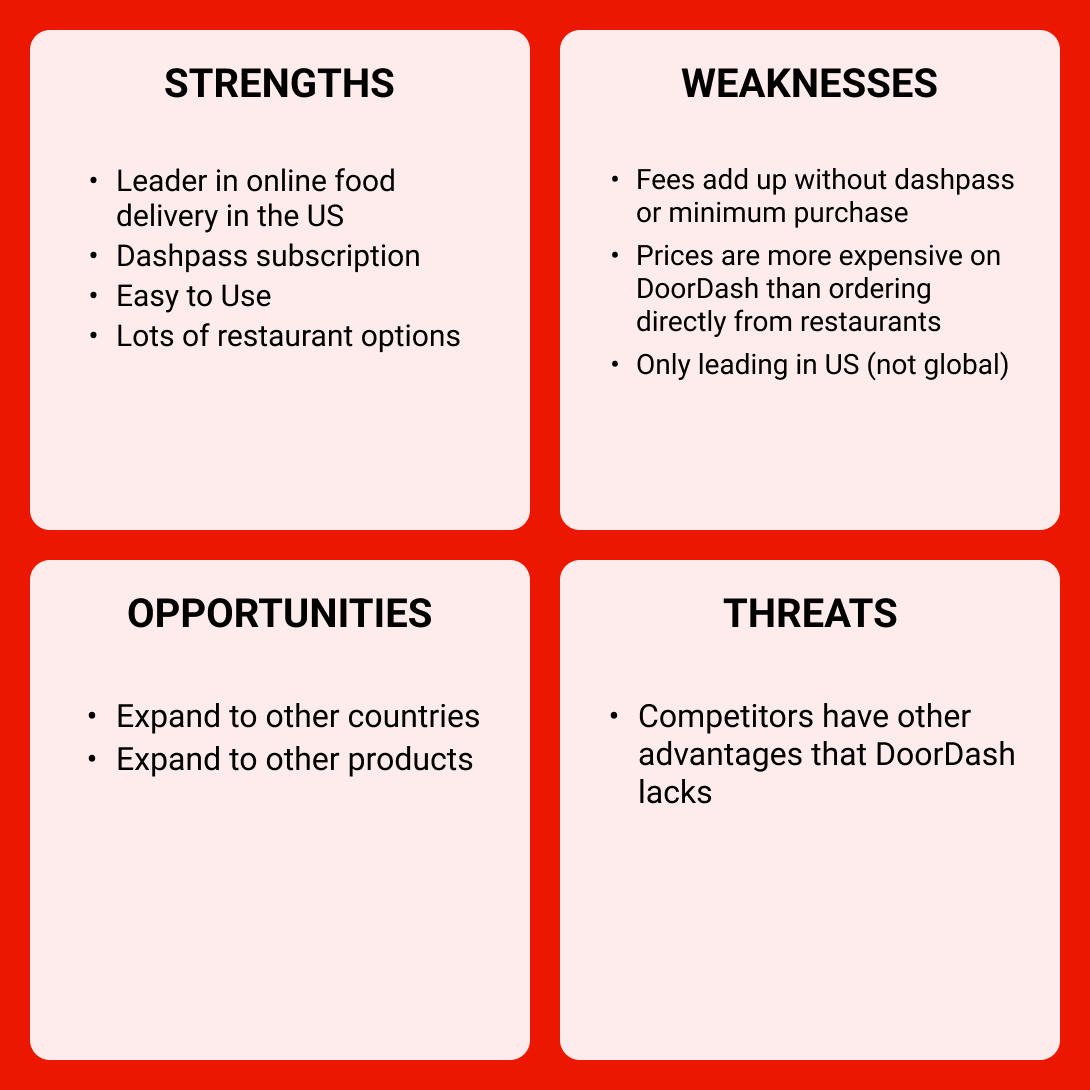 STRENGTHS
• Leader in online food
delivery in the US
• Dashpass subscription
• Easy to Use
• Lots of restaurant options
WEAKNESSES
• Fees add up without dashpass
or minimum purchase
• Prices are more expensive on
DoorDash than ordering
directly from restaurants
• Only leading in US (not global)
OPPORTUNITIES
• Expand to other countries
• Expand to other products
THREATS
• Competitors have other
advantages that DoorDash
lacks